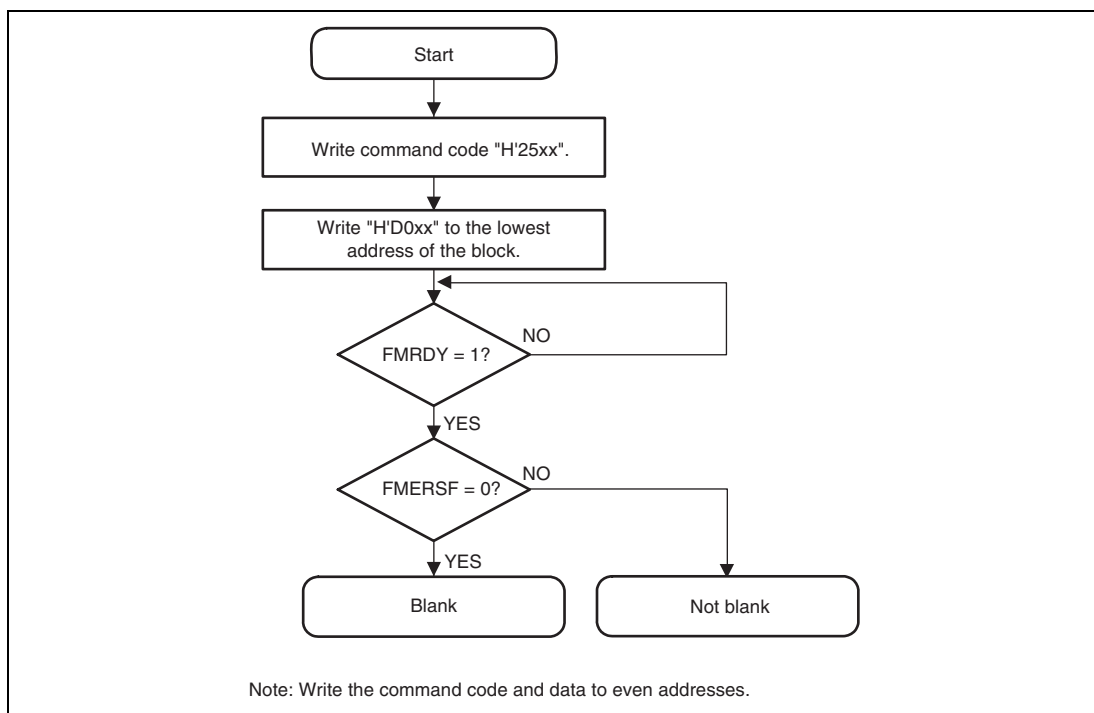 Start
Write command code "H'25xx".
Write "H'D0xx" to the lowest
address of the block.
FMRDY = 1?
NO
YES
FMERSF = 0?
NO
YES
Blank
Not blank
Note: Write the command code and data to even addresses.